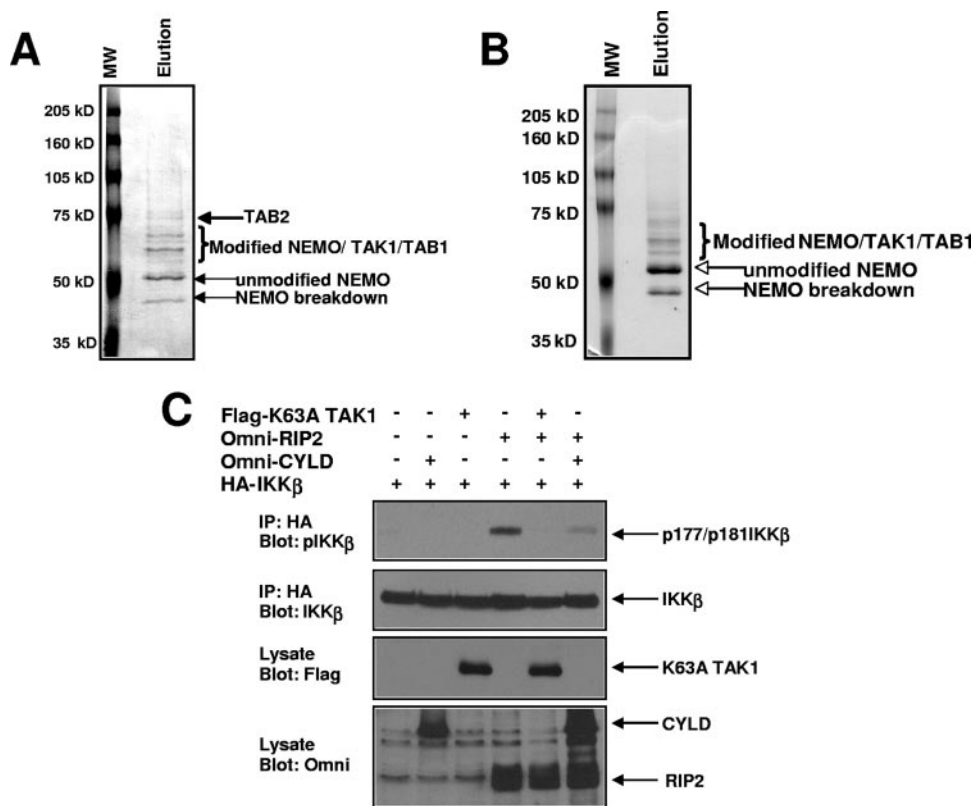 A
MW
Elution
205 kD
160 kD
105 kD
75 kD
50 kD
35 kD
TAB2
Modified NEMO/ TAK1/TAB1
unmodified NEMO
NEMO breakdown
B
MW
Elution
205 kD
160 kD
105 kD
75 kD
50 kD
35 kD
Modified NEMO/TAK1/TAB1
unmodified NEMO
NEMO breakdown
C
Flag-K63A TAK1 - - + - + -
Omni-RIP2 - - - + + +
Omni-CYLD - + - - - +
HA-IKKβ + + + + + +
IP: HA
Blot: pIKKβ
p177/p181IKKβ
IP: HA
Blot: IKKβ
IKKβ
Lysate
Blot: Flag
K63A TAK1
Lysate
Blot: Omni
CYLD
RIP2